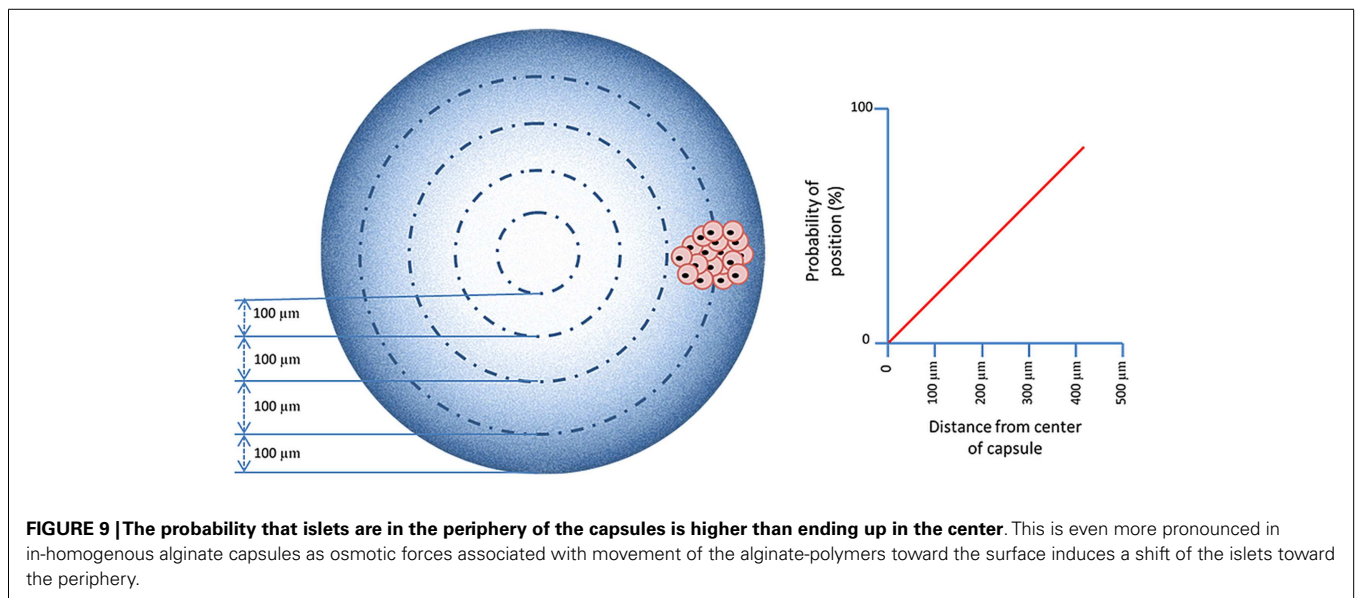 100 µm
100 µm
100 µm
100 µm
100
0
Probability of
position (%)
0
100 µm
200 µm
300 µm
400 µm
500 µm
Distance from center
of capsule
FIGURE 9 | The probability that islets are in the periphery of the capsules is higher than ending up in the center. This is even more pronounced in
in-homogenous alginate capsules as osmotic forces associated with movement of the alginate-polymers toward the surface induces a shift of the islets toward
the periphery.